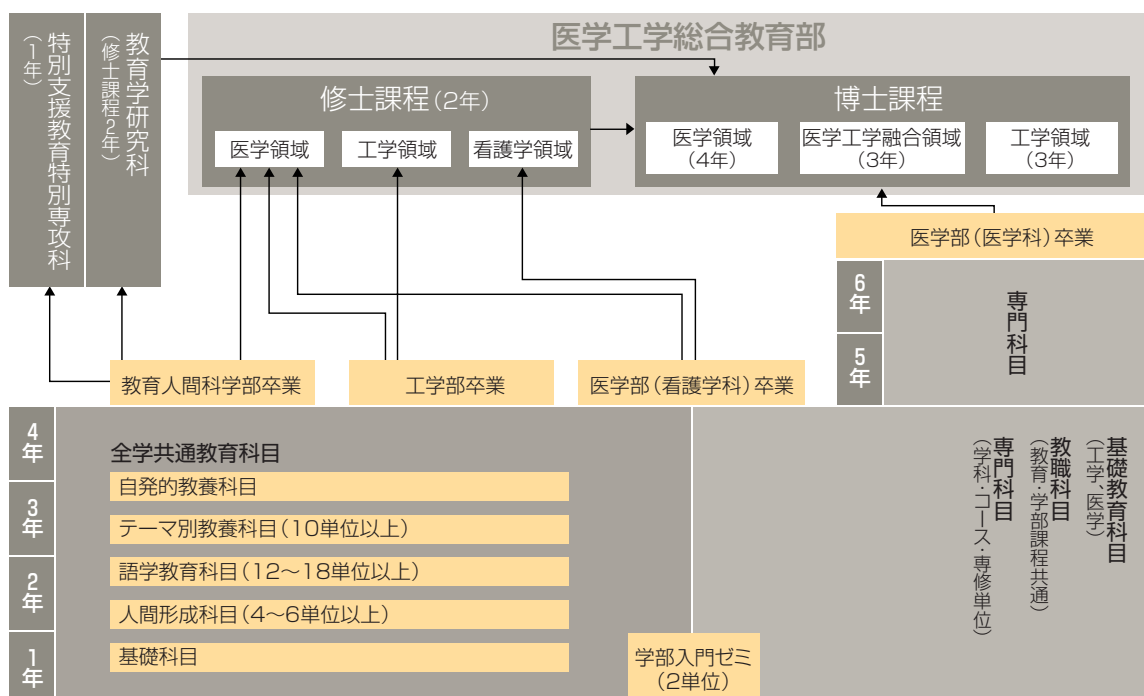 特別支援教育特別専攻科
(1年)
教育学研究科
(修士課程2年)
医学工学総合教育部
修士課程(2年)
医学領域
工学領域
看護学領域
博士課程
医学領域
(4年)
医学工学融合領域
(3年)
工学領域
(3年)
医学部(医学科)卒業
6年
5年
専門科目
教育人間科学部卒業
工学部卒業
医学部(看護学科)卒業
4年
3年
2年
1年
全学共通教育科目
自発的教養科目
テーマ別教養科目(10単位以上)
語学教育科目(12〜18単位以上)
人間形成科目(4〜6単位以上)
基礎科目
学部入門ゼミ
(2単位)
基礎教育科目
(工学、医学)
教職科目
(教育・学部課程共通)
専門科目
(学科・コース・専修単位)